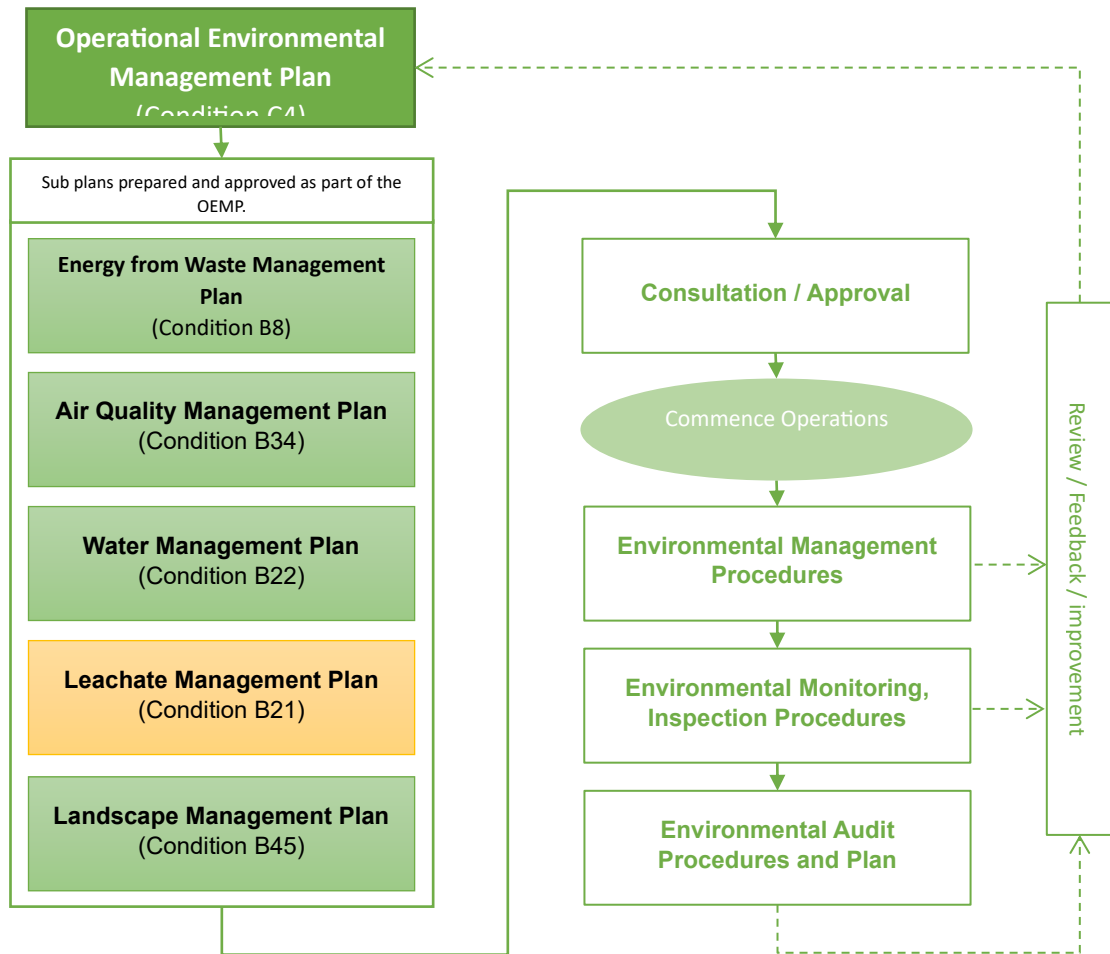 Operational Environmental
Management Plan
(Condition C4)
Sub plans prepared and approved as part of the
OEMP.
Energy from Waste Management
Plan
(Condition B8)
Air Quality Management Plan
(Condition B34)
Water Management Plan
(Condition B22)
Leachate Management Plan
(Condition B21)
Landscape Management Plan
(Condition B45)
Consultation / Approval
Commence Operations
Environmental Management
Procedures
Environmental Monitoring,
Inspection Procedures
Environmental Audit
Procedures and Plan
Review / Feedback / improvement